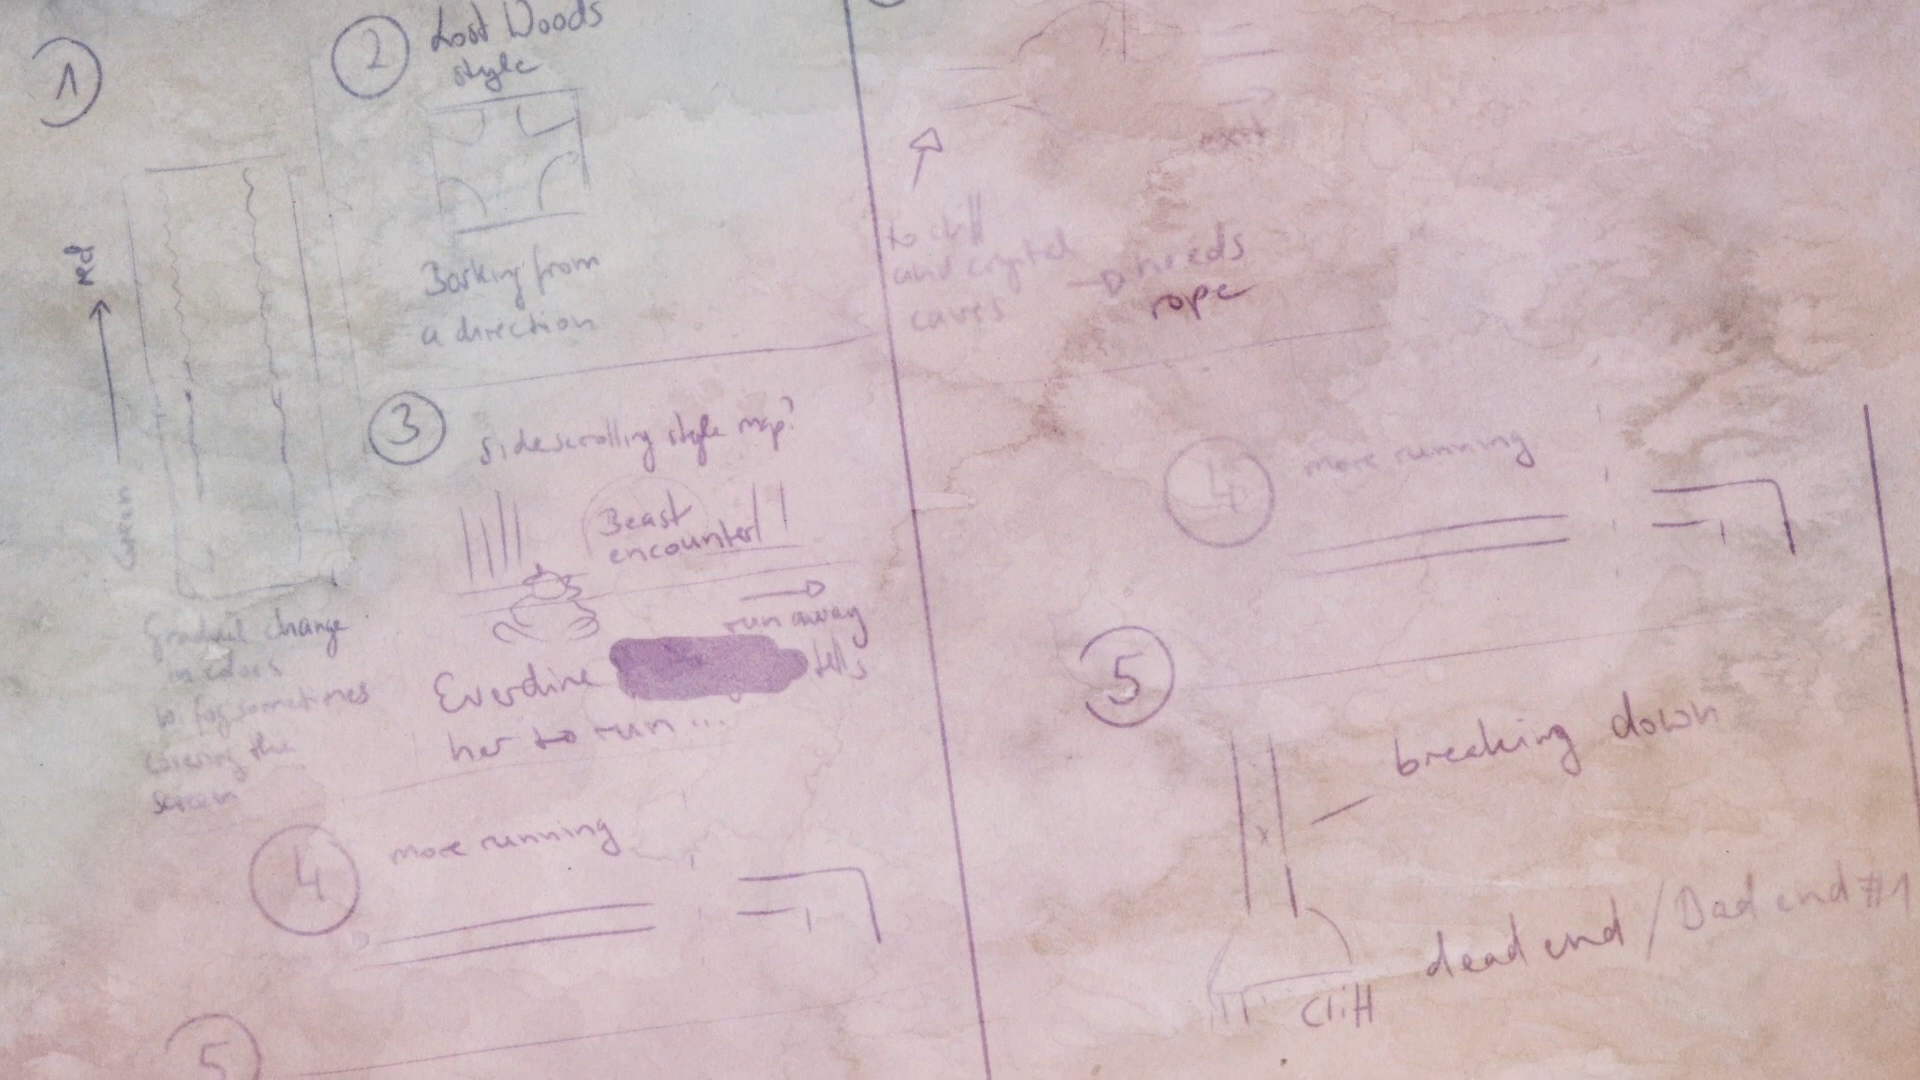 1
red
Green
Gradual change
in colors
w. fog sometimes
covering the
screen
2
Lost Woods
style
Barking from
a direction
3
sidescrolling style map?
Beast
encounter!
run away
Everdine
tells
her to run...
4
more running
5
to cliff
and crystal
caves
needs
rope
4
more running
5
breaking down
dead end / Bad end #1
Cliff